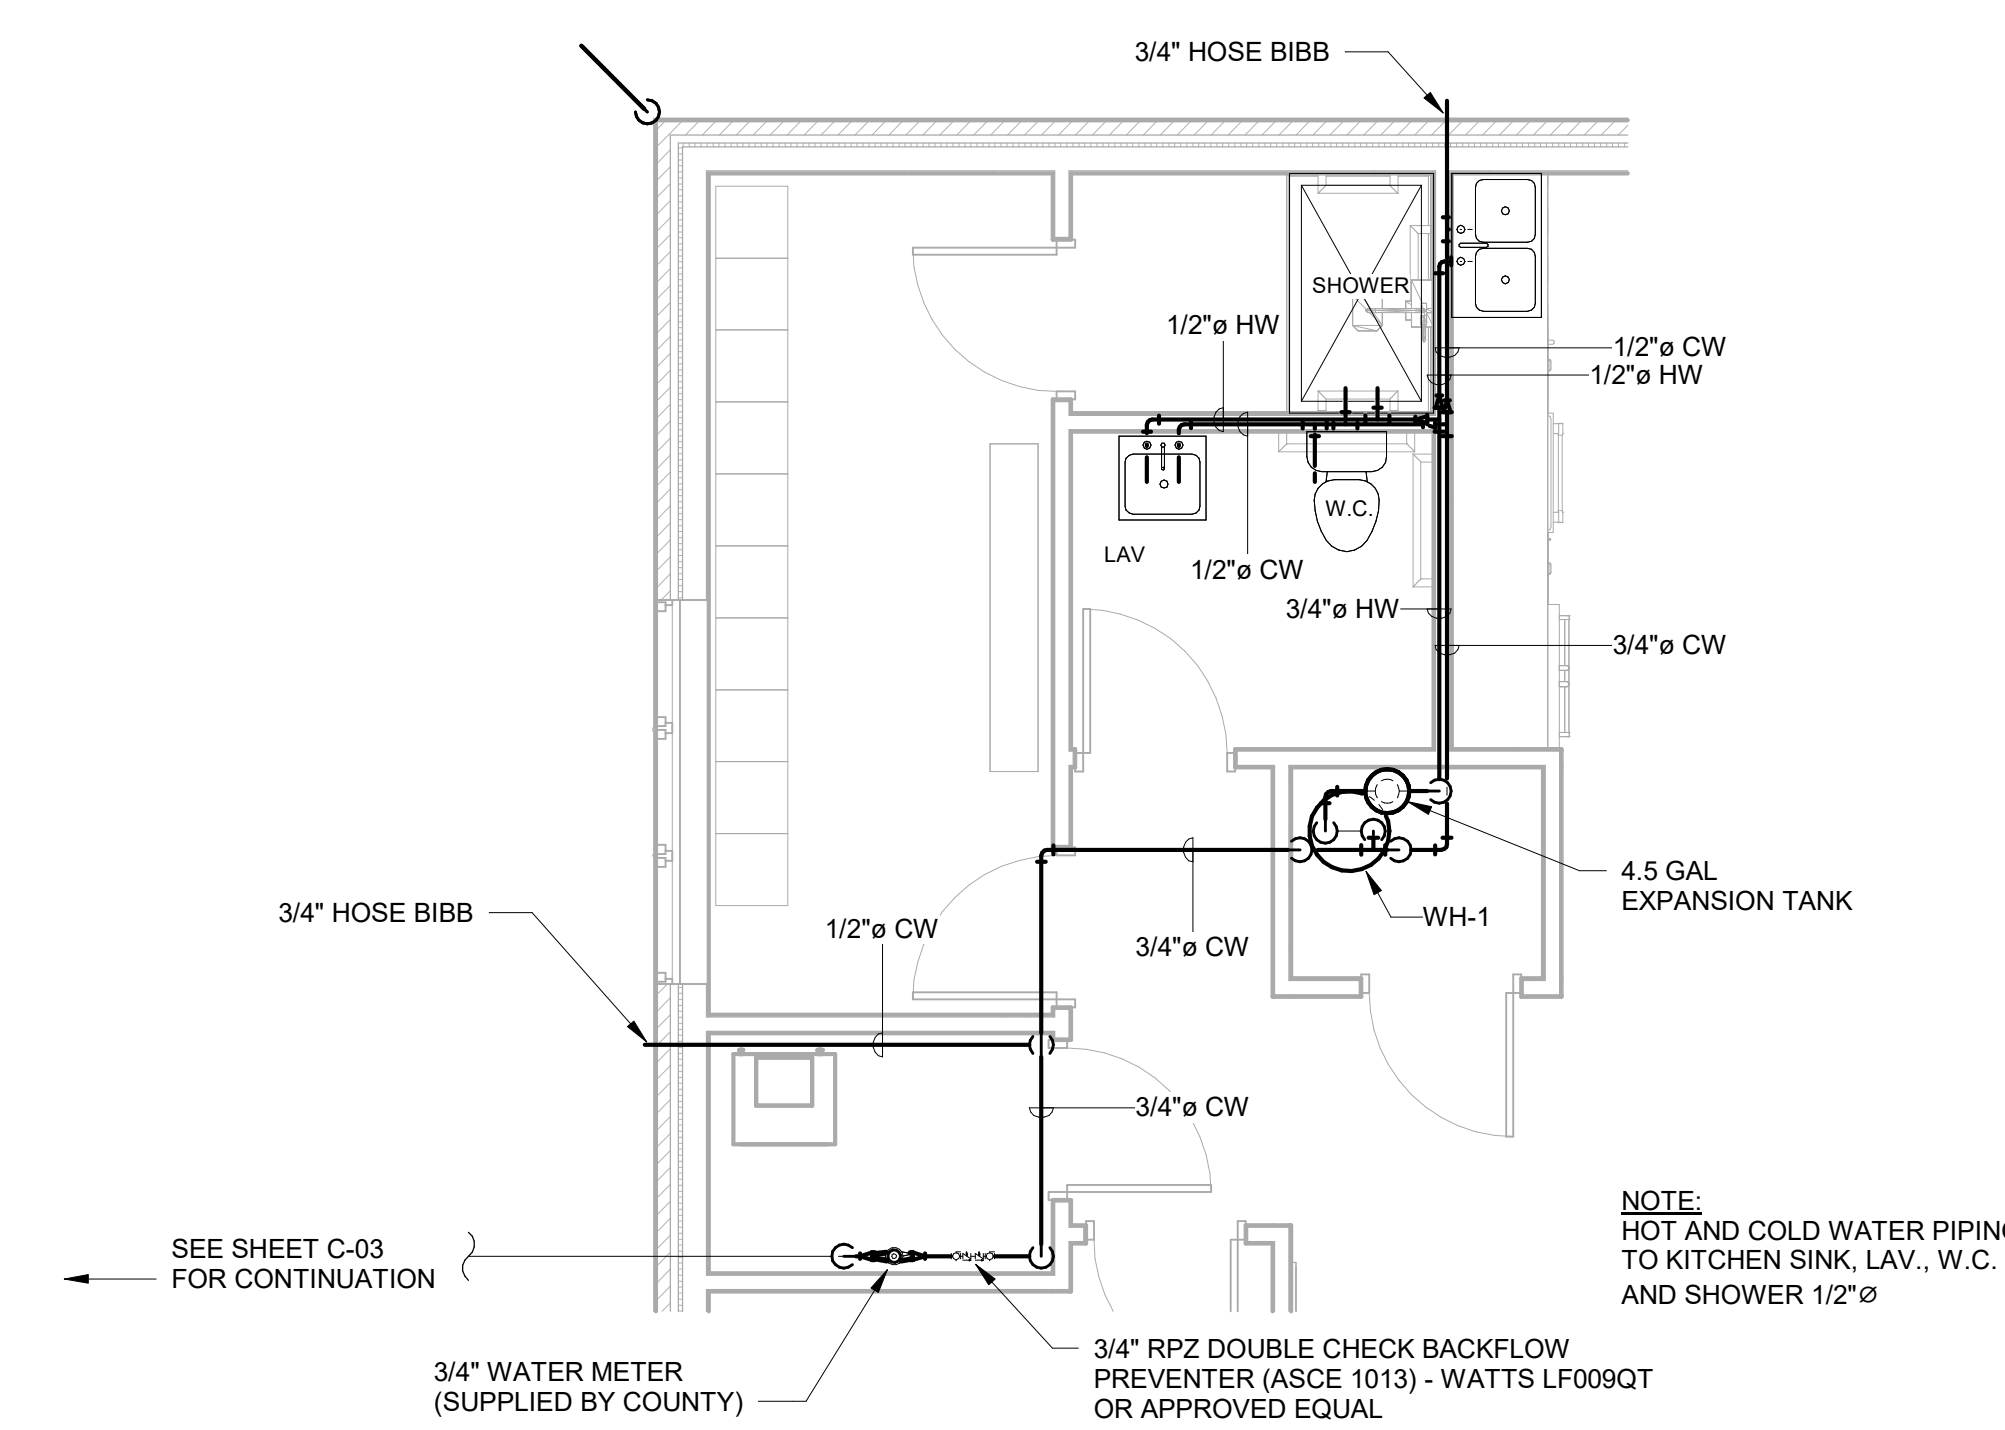 3/4" HOSE BIBB
SHOWER
1/2"ø HW
1/2"ø CW
1/2"ø HW
W.C.
LAV
1/2"ø CW
3/4"ø HW
3/4"ø CW
4.5 GAL
EXPANSION TANK
3/4" HOSE BIBB
1/2"ø CW
WH-1
3/4"ø CW
3/4"ø CW
NOTE:
HOT AND COLD WATER PIPING
TO KITCHEN SINK, LAV., W.C.
AND SHOWER 1/2"Ø
SEE SHEET C-03
FOR CONTINUATION
3/4" RPZ DOUBLE CHECK BACKFLOW
PREVENTER (ASCE 1013) - WATTS LF009QT
OR APPROVED EQUAL
3/4" WATER METER
(SUPPLIED BY COUNTY)